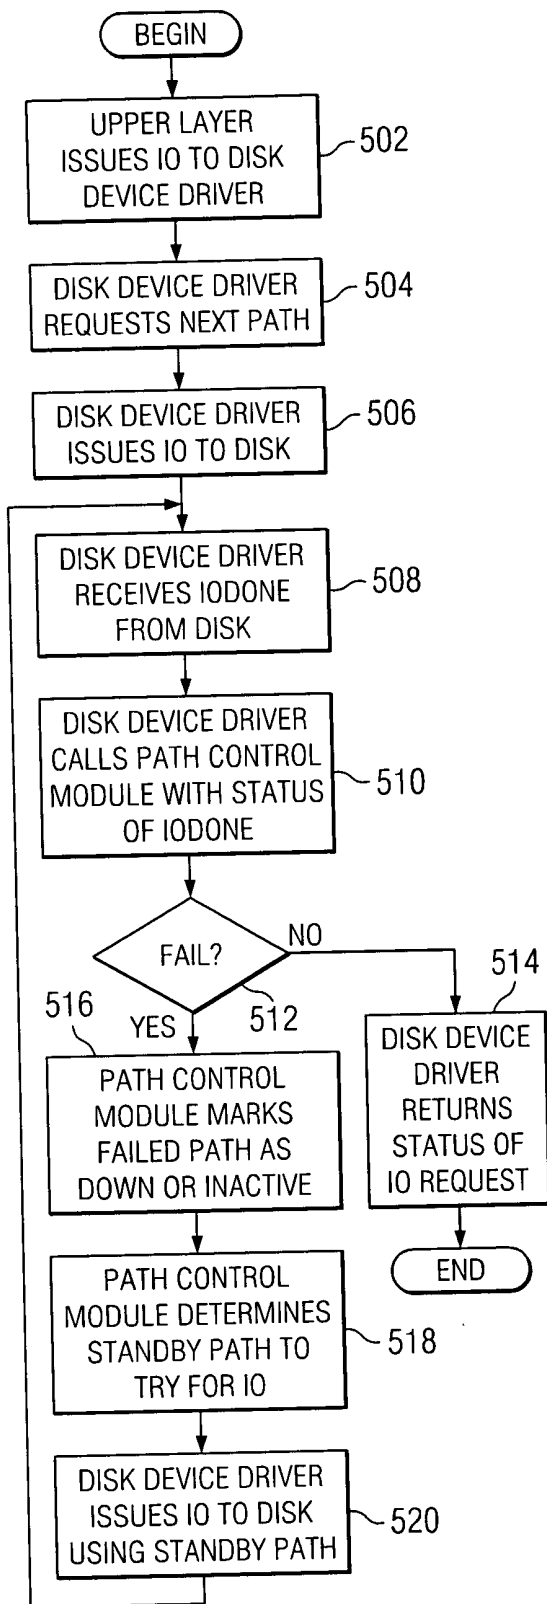 BEGIN
UPPER LAYER
ISSUES IO TO DISK
DEVICE DRIVER
502
DISK DEVICE DRIVER
REQUESTS NEXT PATH
504
DISK DEVICE DRIVER
ISSUES IO TO DISK
506
DISK DEVICE DRIVER
RECEIVES IODONE
FROM DISK
508
DISK DEVICE DRIVER
CALLS PATH CONTROL
MODULE WITH STATUS
OF IODONE
510
FAIL?
NO
512
YES
514
DISK DEVICE
DRIVER
RETURNS
STATUS OF
IO REQUEST
END
516
PATH CONTROL
MODULE MARKS
FAILED PATH AS
DOWN OR INACTIVE
PATH CONTROL
MODULE DETERMINES
STANDBY PATH TO
TRY FOR IO
518
DISK DEVICE DRIVER
ISSUES IO TO DISK
USING STANDBY PATH
520